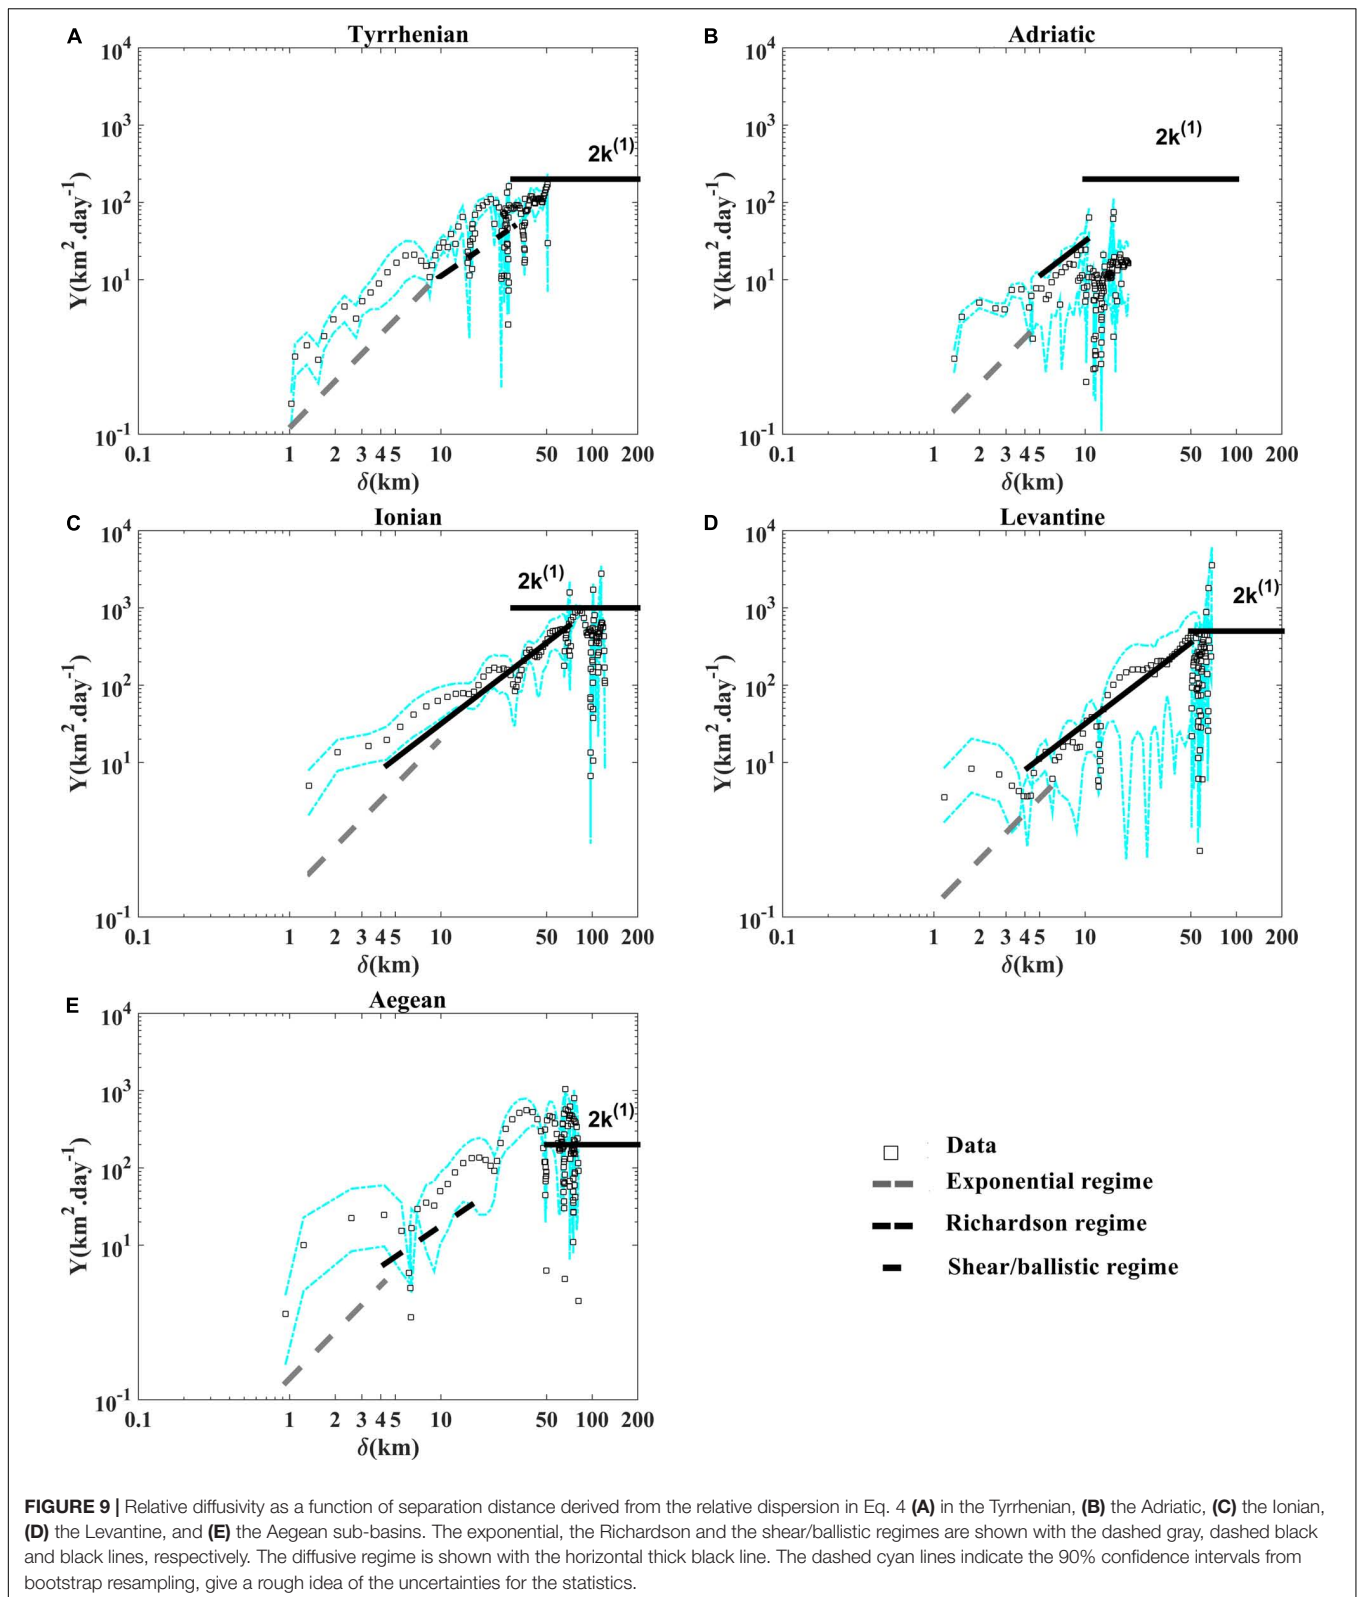 A
Tyrrhenian
10^4
10^3
10^2
10^1
10^-1
Y(km^2.day^-1)
2k^(1)
0.1 1 2 3 4 5 10 50 100 200
δ(km)
B
Adriatic
10^4
10^3
10^2
10^1
10^-1
Y(km^2.day^-1)
2k^(1)
0.1 1 2 3 4 5 10 50 100 200
δ(km)
C
Ionian
10^4
10^3
10^2
10^1
10^-1
Y(km^2.day^-1)
2k^(1)
0.1 1 2 3 4 5 10 50 100 200
δ(km)
D
Levantine
10^4
10^3
10^2
10^1
10^-1
Y(km^2.day^-1)
2k^(1)
0.1 1 2 3 4 5 10 50 100 200
δ(km)
E
Aegean
10^4
10^3
10^2
10^1
10^-1
Y(km^2.day^-1)
2k^(1)
0.1 1 2 3 4 5 10 50 100 200
δ(km)
Data
Exponential regime
Richardson regime
Shear/ballistic regime
FIGURE 9 | Relative diffusivity as a function of separation distance derived from the relative dispersion in Eq. 4 (A) in the Tyrrhenian, (B) the Adriatic, (C) the Ionian,
(D) the Levantine, and (E) the Aegean sub-basins. The exponential, the Richardson and the shear/ballistic regimes are shown with the dashed gray, dashed black
and black lines, respectively. The diffusive regime is shown with the horizontal thick black line. The dashed cyan lines indicate the 90% confidence intervals from
bootstrap resampling, give a rough idea of the uncertainties for the statistics.